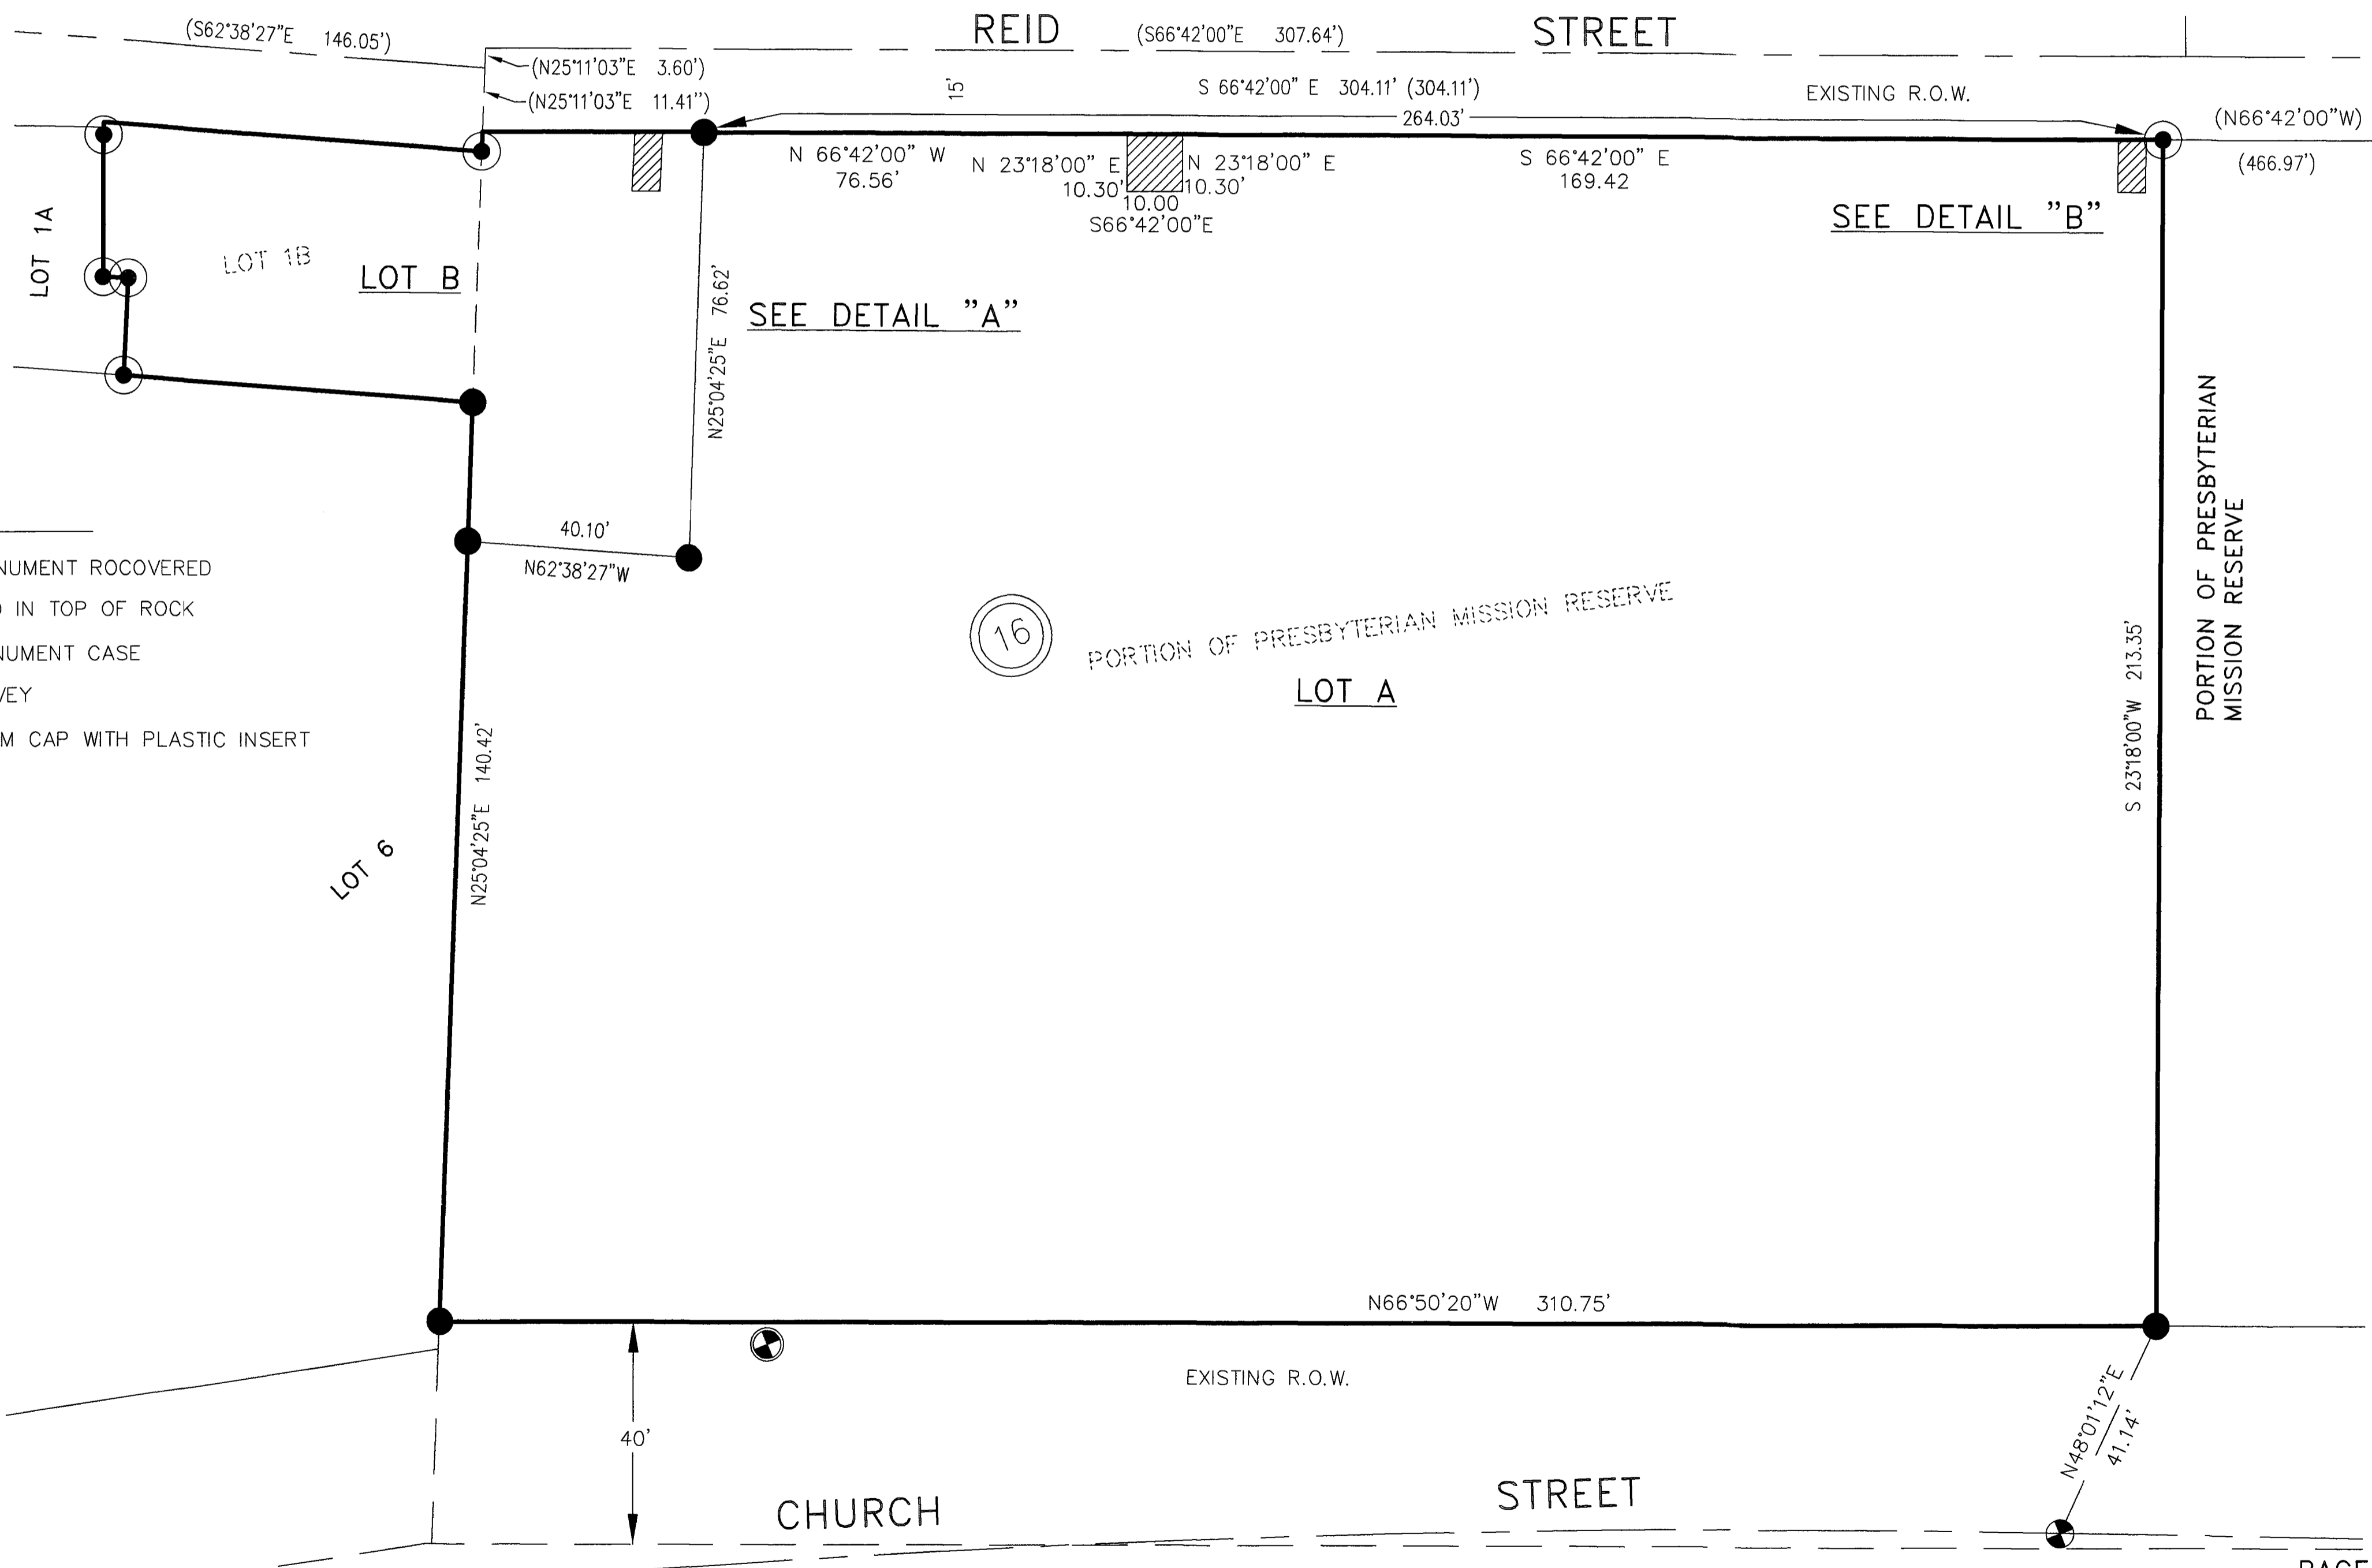 (S62°38'27"E 146.05')
REID
(S66°42'00"E 307.64')
STREET
(N25°11'03"E 3.60')
(N25°11'03"E 11.41")
15'
S 66°42'00" E 304.11' (304.11')
EXISTING R.O.W.
264.03'
(N66°42'00"W)
(466.97')
N 66°42'00" W
76.56'
N 23°18'00" E
10.30'
N 23°18'00" E
10.30'
10.00
S66°42'00"E
S 66°42'00" E
169.42
SEE DETAIL "B"
LOT 1A
LOT 1B
LOT B
N25°04'25"E 76.62'
SEE DETAIL "A"
PORTION OF PRESBYTERIAN
MISSION RESERVE
40.10'
N62°38'27"W
NUMENT ROCOVERED
IN TOP OF ROCK
NUMENT CASE
VEY
M CAP WITH PLASTIC INSERT
16
PORTION OF PRESBYTERIAN MISSION RESERVE
LOT A
S 23°18'00"W 213.35'
N25°04'25"E 140.42'
LOT 6
N66°50'20"W 310.75'
EXISTING R.O.W.
N48°01'12"E
41.14'
40'
CHURCH
STREET